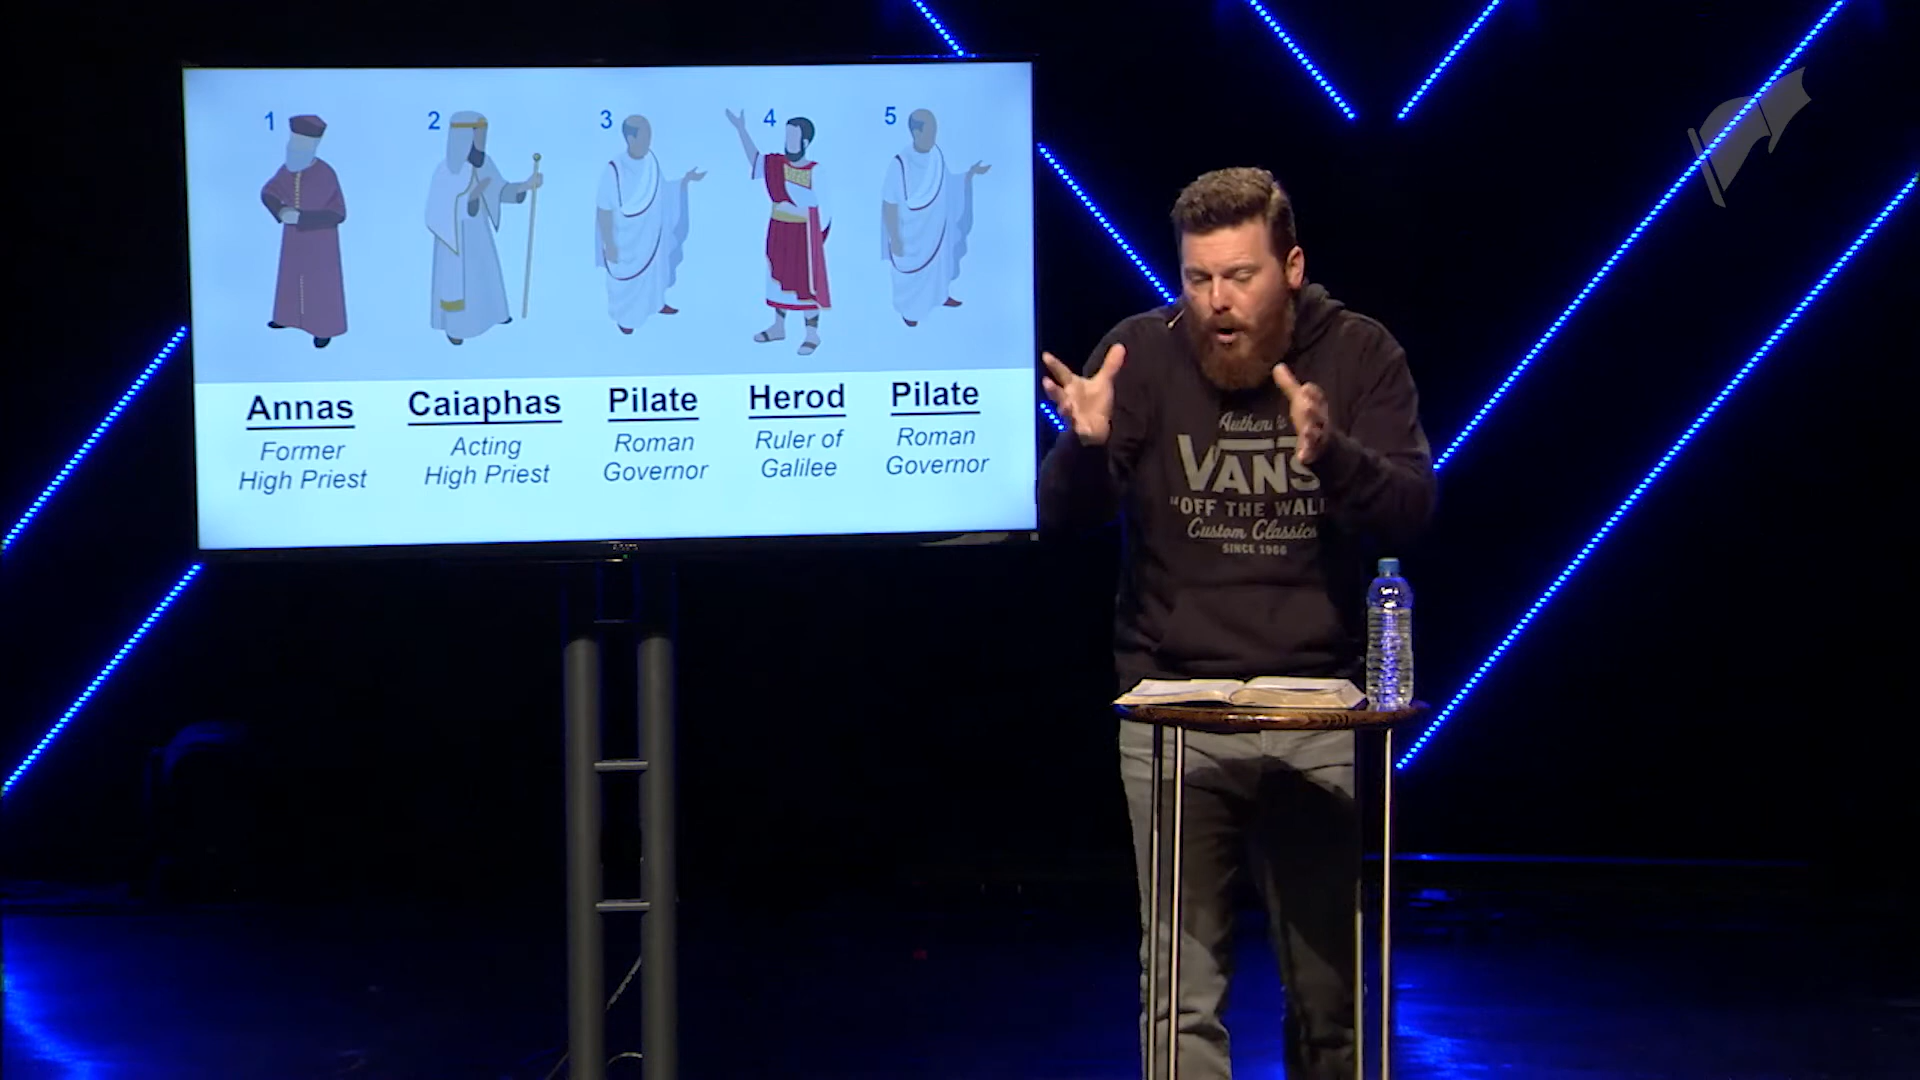 1
2
3
4
5
Annas
Former
High Priest
Caiaphas
Acting
High Priest
Pilate
Roman
Governor
Herod
Ruler of
Galilee
Pilate
Roman
Governor
VANS
"OFF THE WALL
Custom Classics
SINCE 1966